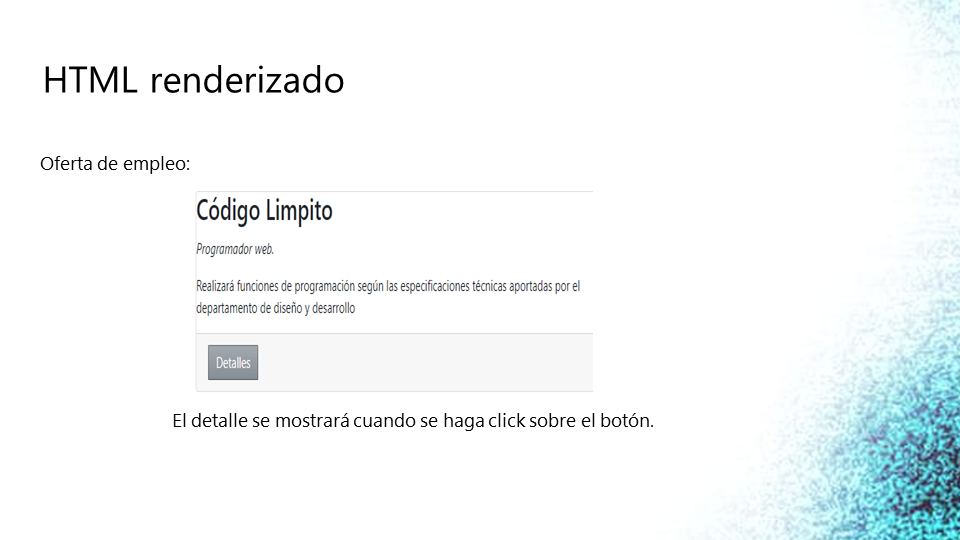 HTML renderizado
Oferta de empleo:
Código Limpito
Programador web.
Realizará funciones de programación según las especificaciones técnicas aportadas por el
departamento de diseño y desarrollo
Detalles
El detalle se mostrará cuando se haga click sobre el botón.